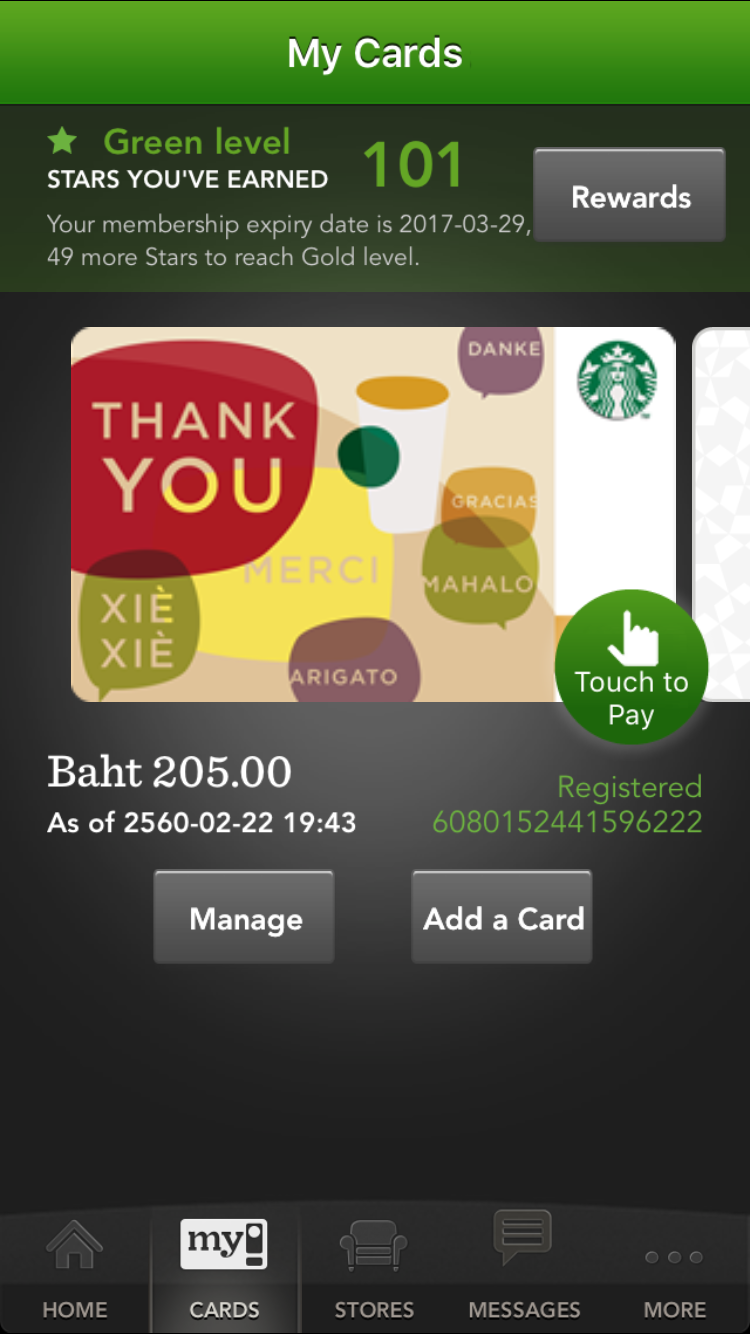 My Cards
Green level
STARS YOU'VE EARNED
101
Your membership expiry date is 2017-03-29,
49 more Stars to reach Gold level.
Rewards
DANKE
THANK
YOU
GRACIAS
MERCI
MAHALO
XIÈ
XIÈ
ARIGATO
Touch to
Pay
Baht 205.00
As of 2560-02-22 19:43
Registered
6080152441596222
Manage
Add a Card
my
HOME
CARDS
STORES
MESSAGES
MORE